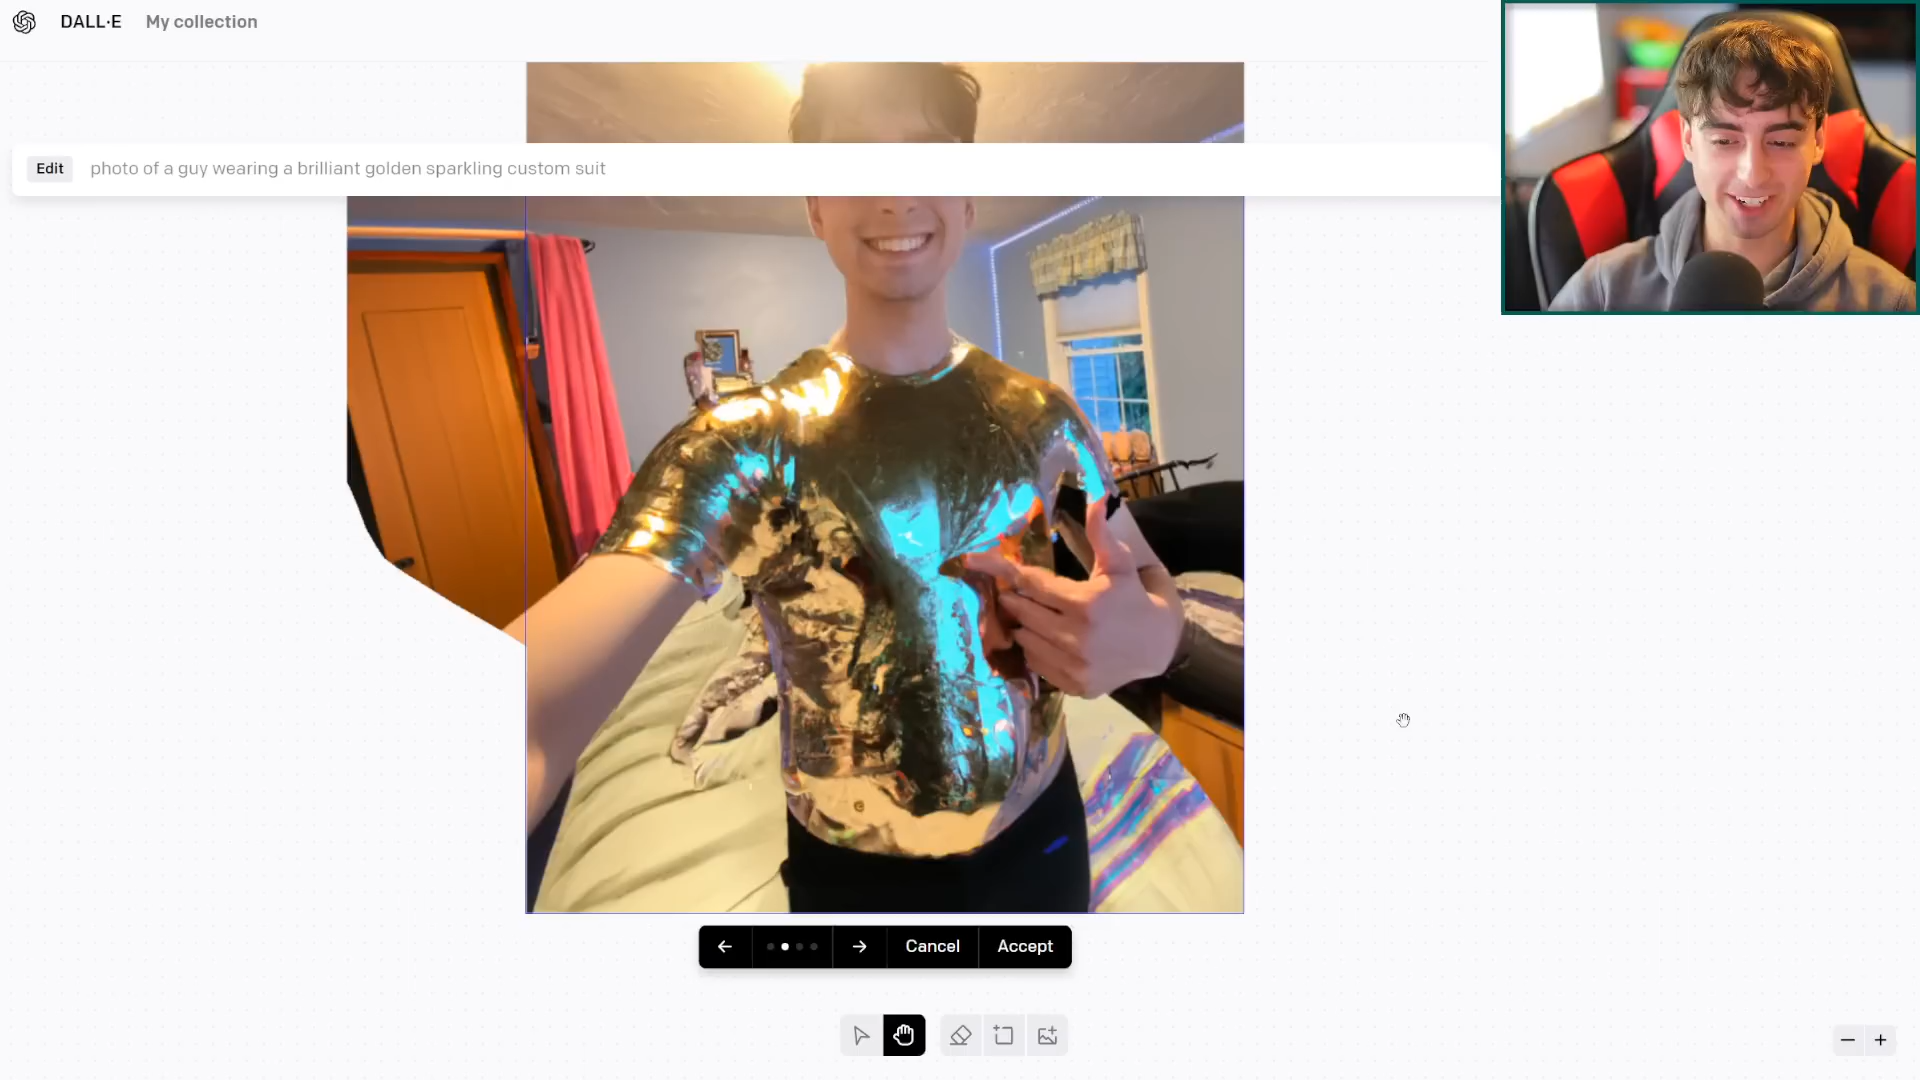 DALL·E My collection
Edit photo of a guy wearing a brilliant golden sparkling custom suit
Cancel Accept